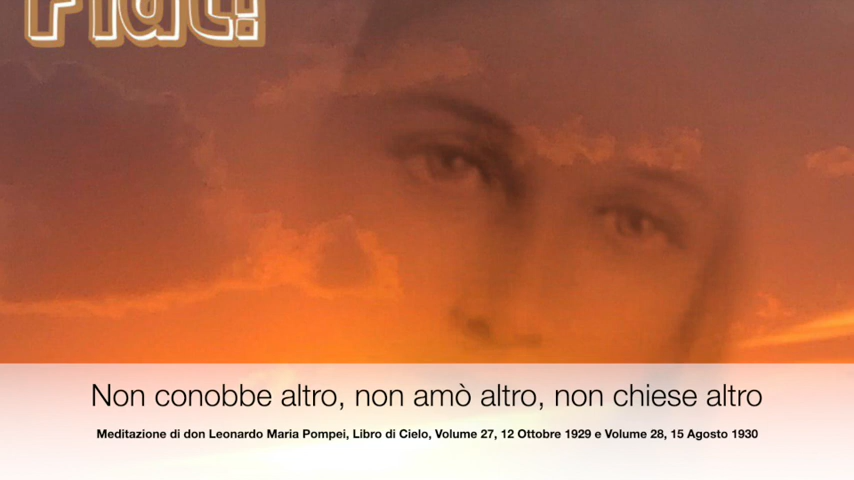 Fiat!
Non conobbe altro, non amò altro, non chiese altro
Meditazione di don Leonardo Maria Pompei, Libro di Cielo, Volume 27, 12 Ottobre 1929 e Volume 28, 15 Agosto 1930